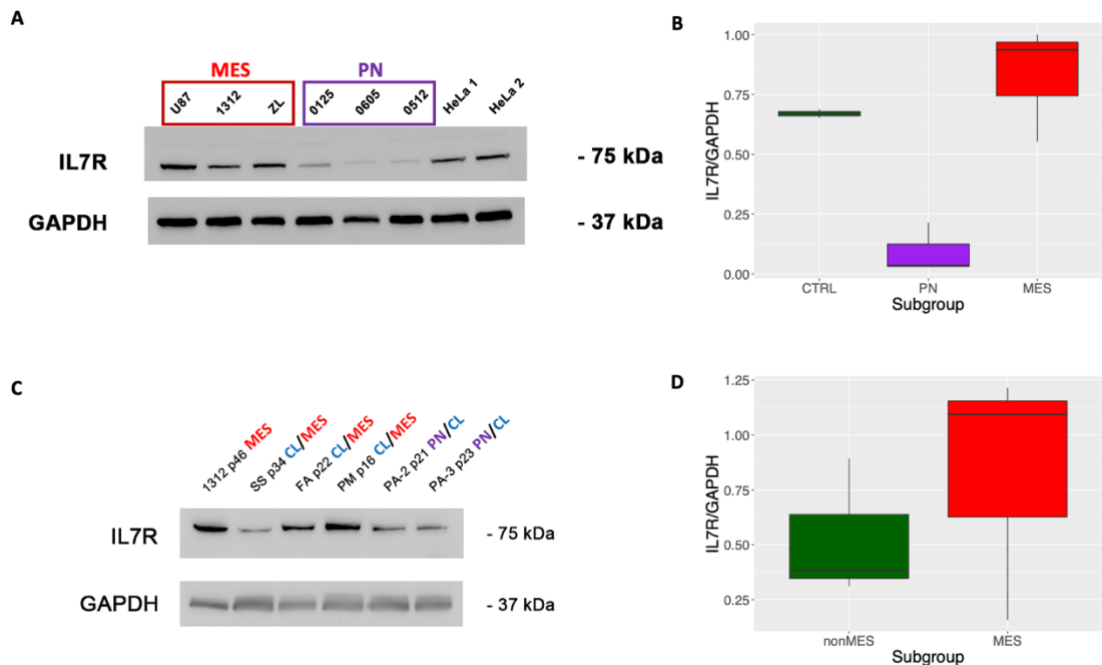 A
MES PN
U87 1312 ZL 0125 0605 0512 HeLa 1 HeLa 2
IL7R - 75 kDa
GAPDH - 37 kDa
B
IL7R/GAPDH
1.00
0.75
0.50
0.25
0.00
CTRL PN MES
Subgroup
C
1312 p46 MES
SS p34 CL/MES
FA p22 CL/MES
PM p16 CL/MES
PA-2 p21 PN/CL
PA-3 p23 PN/CL
IL7R - 75 kDa
GAPDH - 37 kDa
D
IL7R/GAPDH
1.25
1.00
0.75
0.50
0.25
nonMES MES
Subgroup